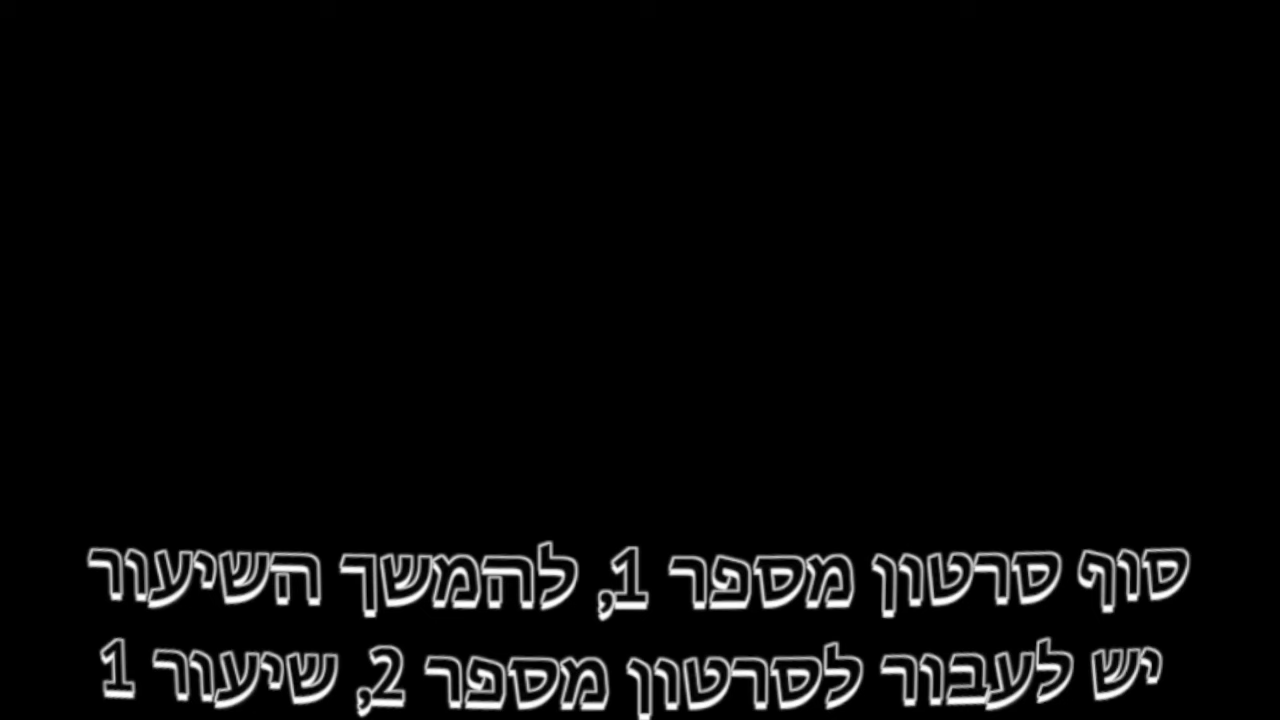 סוף סרטון מספר 1, להמשך השיעור
יש לעבור לסרטון מספר 2, שיעור 1